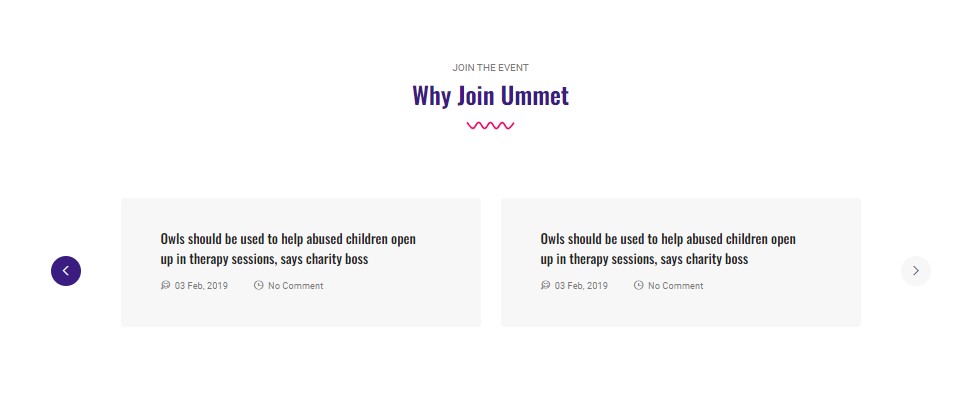 JOIN THE EVENT
Why Join Ummet
Owls should be used to help abused children open
up in therapy sessions, says charity boss
03 Feb, 2019 No Comment
Owls should be used to help abused children open
up in therapy sessions, says charity boss
03 Feb, 2019 No Comment